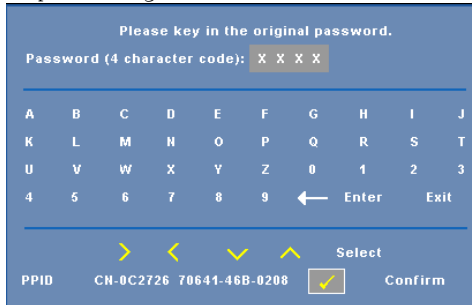 Please key in the original password.
Password (4 character code): X X X X
A B C D E F G H I J
K L M N O P Q R S T
U V W X Y Z 0 1 2 3
4 5 6 7 8 9 Enter Exit
Select
PPID CN-0C2726 70641-46B-0208 Confirm